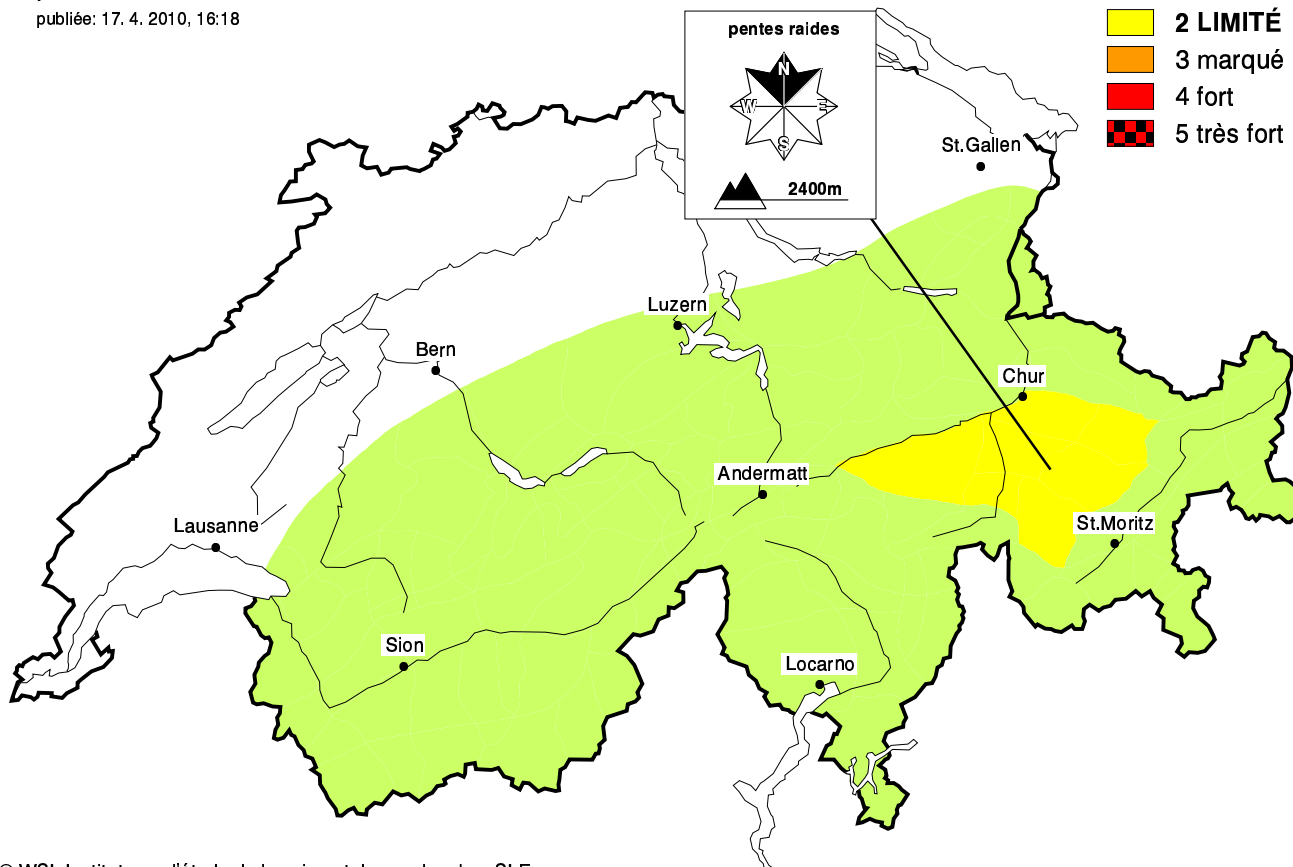 publiée: 17. 4. 2010, 16:18
pentes raides
N
W
E
S
2400m
2 LIMITÉ
3 marqué
4 fort
5 très fort
St.Gallen
Luzern
Bern
Chur
Andermatt
St.Moritz
Lausanne
Sion
Locarno